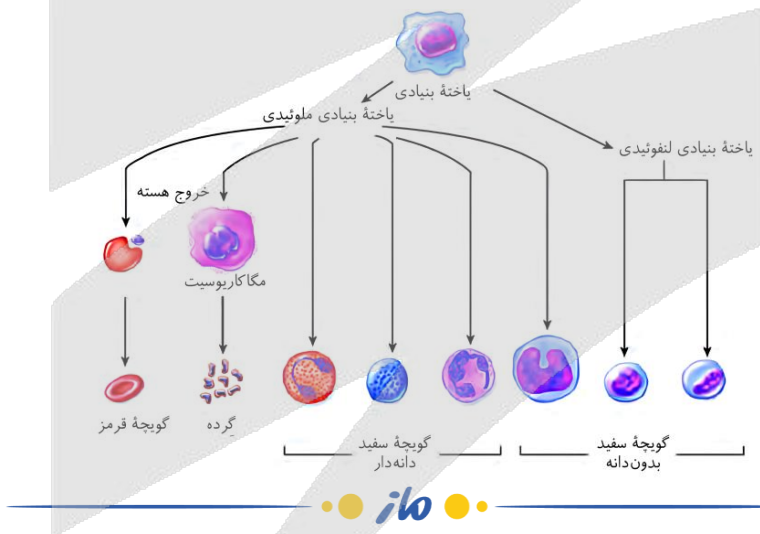 یاختهٔ بنیادی
یاختهٔ بنیادی ملوئیدی
یاختهٔ بنیادی لنفوئیدی
خروج هسته
مگاکاریوسیت
گویچهٔ قرمز
گرده
گویچهٔ سفید
دانه‌دار
گویچهٔ سفید
بدون‌دانه
ماز